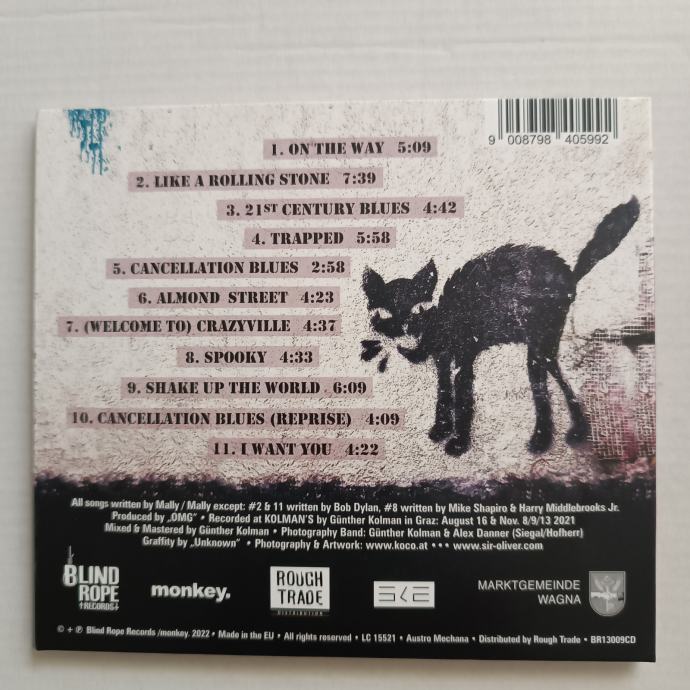 9 008798 405992
1. ON THE WAY 5:09
2. LIKE A ROLLING STONE 7:39
3. 21ST CENTURY BLUES 4:42
4. TRAPPED 5:58
5. CANCELLATION BLUES 2:58
6. ALMOND STREET 4:23
7. (WELCOME TO) CRAZYVILLE 4:37
8. SPOOKY 4:33
9. SHAKE UP THE WORLD 6:09
10. CANCELLATION BLUES (REPRISE) 4:09
11. I WANT YOU 4:22
All songs written by Mally / Mally except: #2 & 11 written by Bob Dylan, #8 written by Mike Shapiro & Harry Middlebrooks Jr.
Produced by „OMG“ • Recorded at KOLMAN'S by Günther Kolman in Graz: August 16 & Nov. 8/9/13 2021
Mixed & Mastered by Günther Kolman • Photography Band: Günther Kolman & Alex Danner (Siegal/Hofherr)
Graffity by „Unknown“ • Photography & Artwork: www.koco.at • • • www.sir-oliver.com
BLIND ROPE RECORDS
monkey.
ROUGH TRADE
DISTRIBUTION
MARKTGEMEINDE
WAGNA
© + ℗ Blind Rope Records /monkey. 2022 • Made in the EU • All rights reserved • LC 15521 • Austro Mechana • Distributed by Rough Trade • BR13009CD